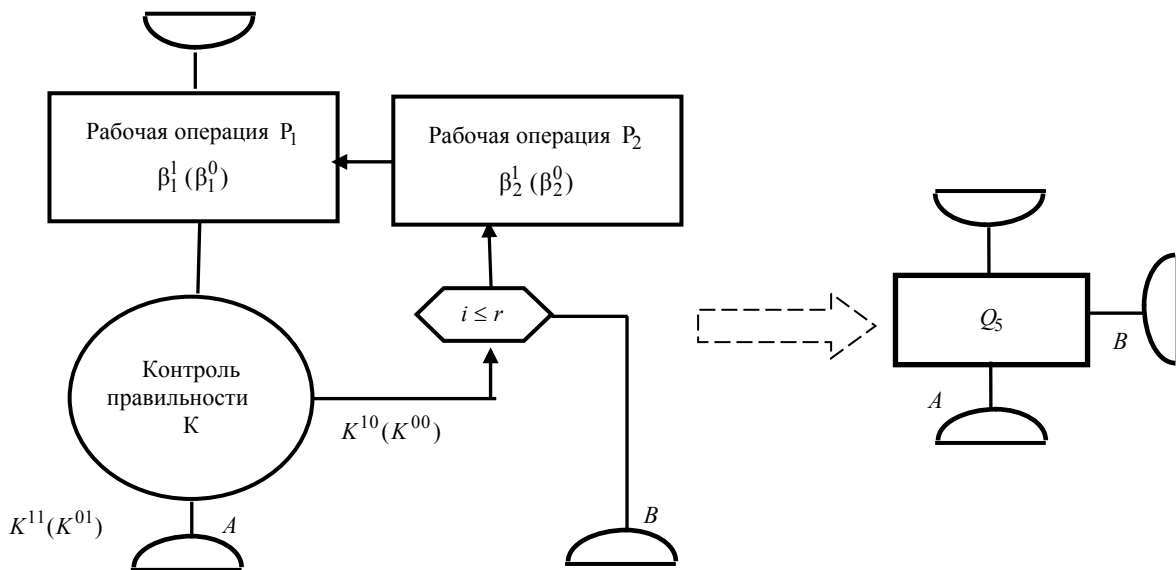 Рабочая операция P₁
β₁¹ (β₁⁰)
Рабочая операция P₂
β₂¹ (β₂⁰)
i ≤ r
Контроль
правильности
К
K¹⁰(K⁰⁰)
K¹¹(K⁰¹)
A
B
Q₅
B
A